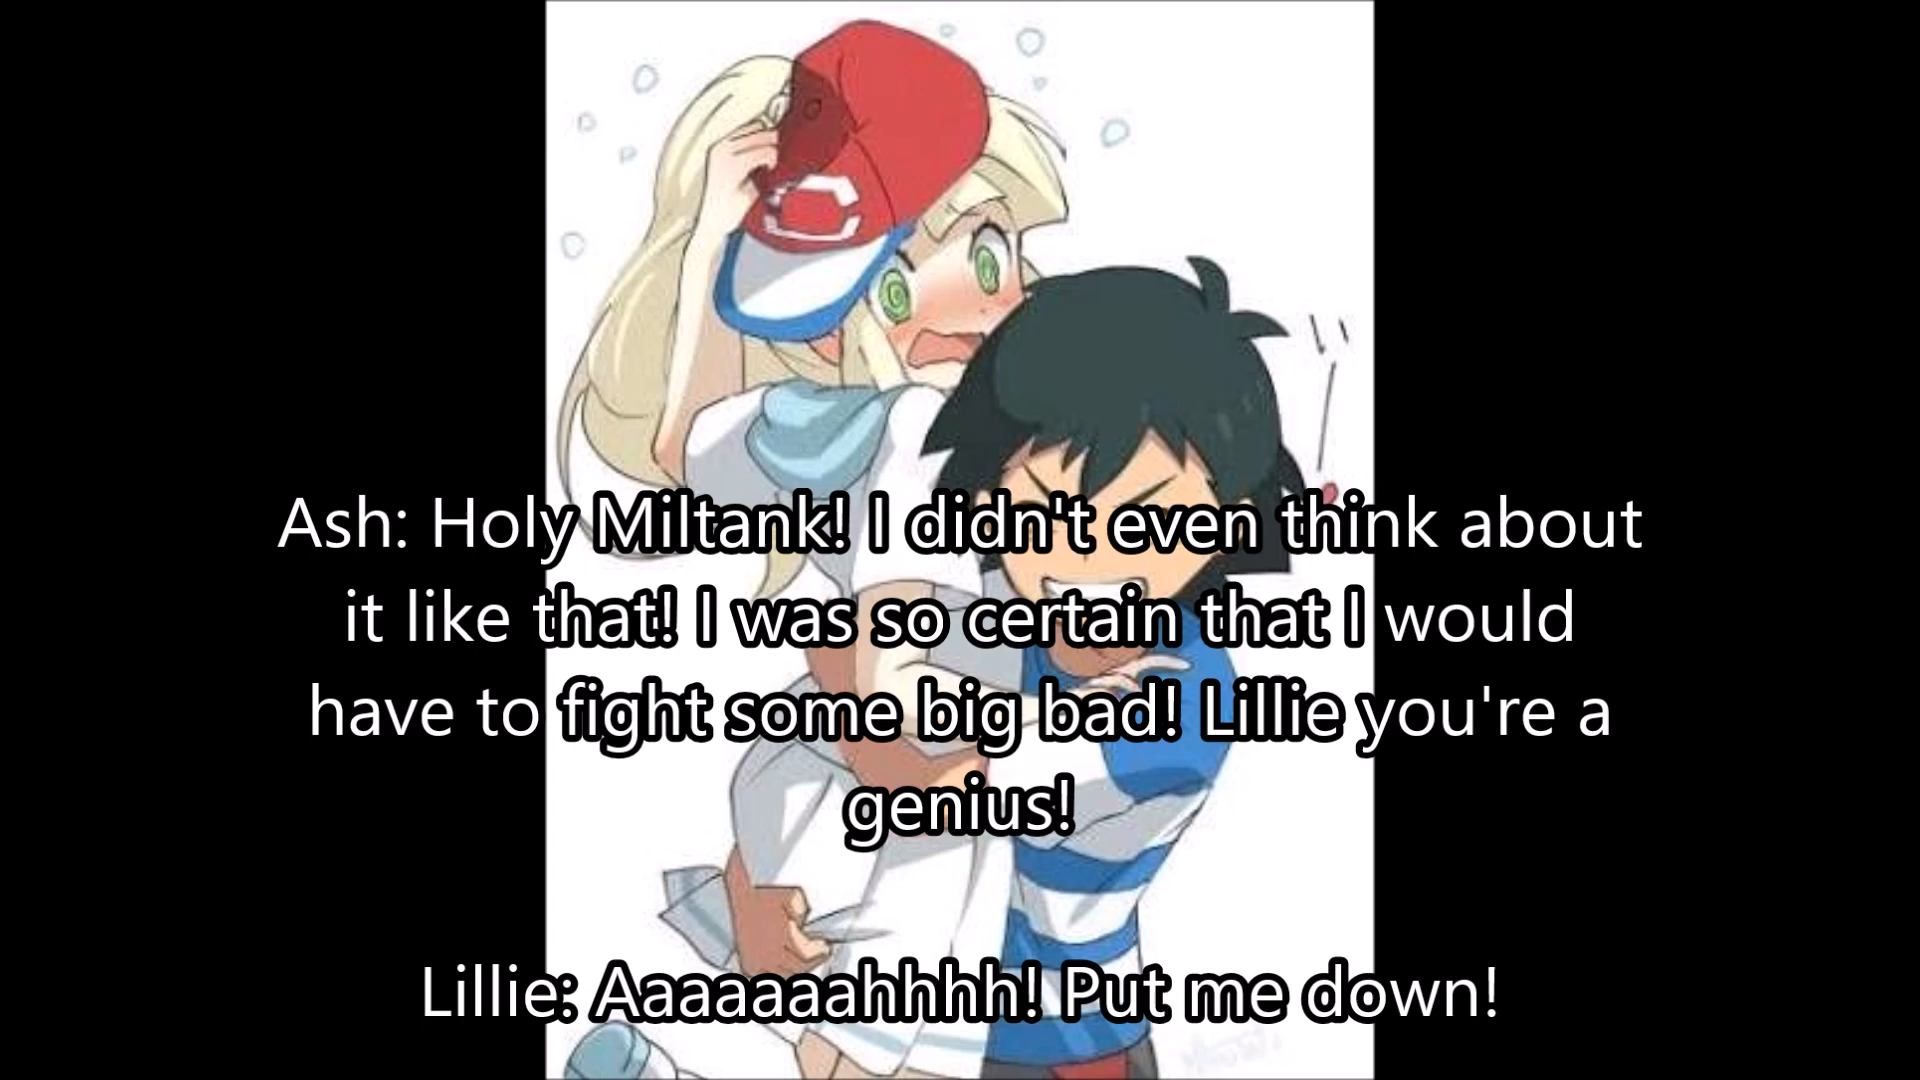 Ash: Holy Miltank! I didn't even think about
it like that! I was so certain that I would
have to fight some big bad! Lillie you're a
genius!
Lillie: Aaaaaaahhhh! Put me down!